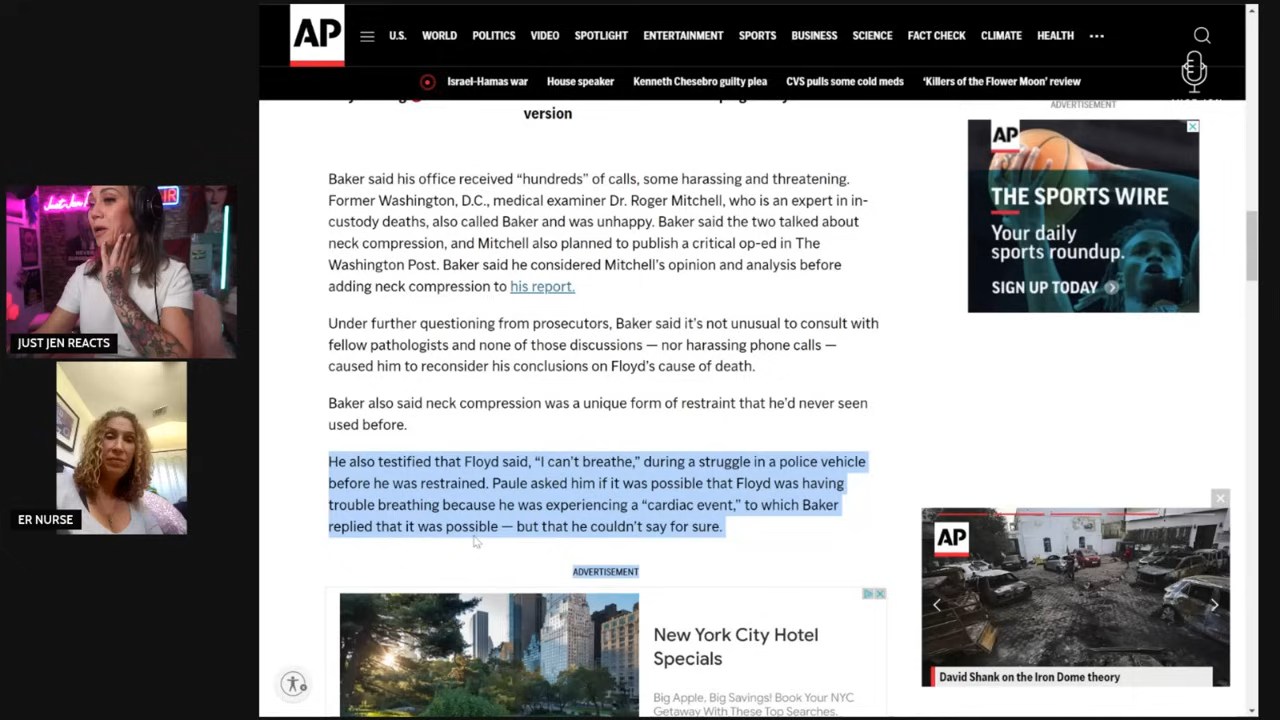 AP
U.S.
WORLD
POLITICS
VIDEO
SPOTLIGHT
ENTERTAINMENT
SPORTS
BUSINESS
SCIENCE
FACT CHECK
CLIMATE
HEALTH
Israel-Hamas war
House speaker
Kenneth Chesebro guilty plea
CVS pulls some cold meds
‘Killers of the Flower Moon’ review
version
Baker said his office received “hundreds” of calls, some harassing and threatening.
Former Washington, D.C., medical examiner Dr. Roger Mitchell, who is an expert in in-
custody deaths, also called Baker and was unhappy. Baker said the two talked about
neck compression, and Mitchell also planned to publish a critical op-ed in The
Washington Post. Baker said he considered Mitchell’s opinion and analysis before
adding neck compression to his report.
Under further questioning from prosecutors, Baker said it’s not unusual to consult with
fellow pathologists and none of those discussions — nor harassing phone calls —
caused him to reconsider his conclusions on Floyd’s cause of death.
Baker also said neck compression was a unique form of restraint that he’d never seen
used before.
He also testified that Floyd said, “I can’t breathe,” during a struggle in a police vehicle
before he was restrained. Paule asked him if it was possible that Floyd was having
trouble breathing because he was experiencing a “cardiac event,” to which Baker
replied that it was possible — but that he couldn’t say for sure.
ADVERTISEMENT
New York City Hotel
Specials
Big Apple, Big Savings! Book Your NYC
Getaway With These Top Searches.
ADVERTISEMENT
AP
THE SPORTS WIRE
Your daily
sports roundup.
SIGN UP TODAY
AP
David Shank on the Iron Dome theory
JUST JEN REACTS
ER NURSE